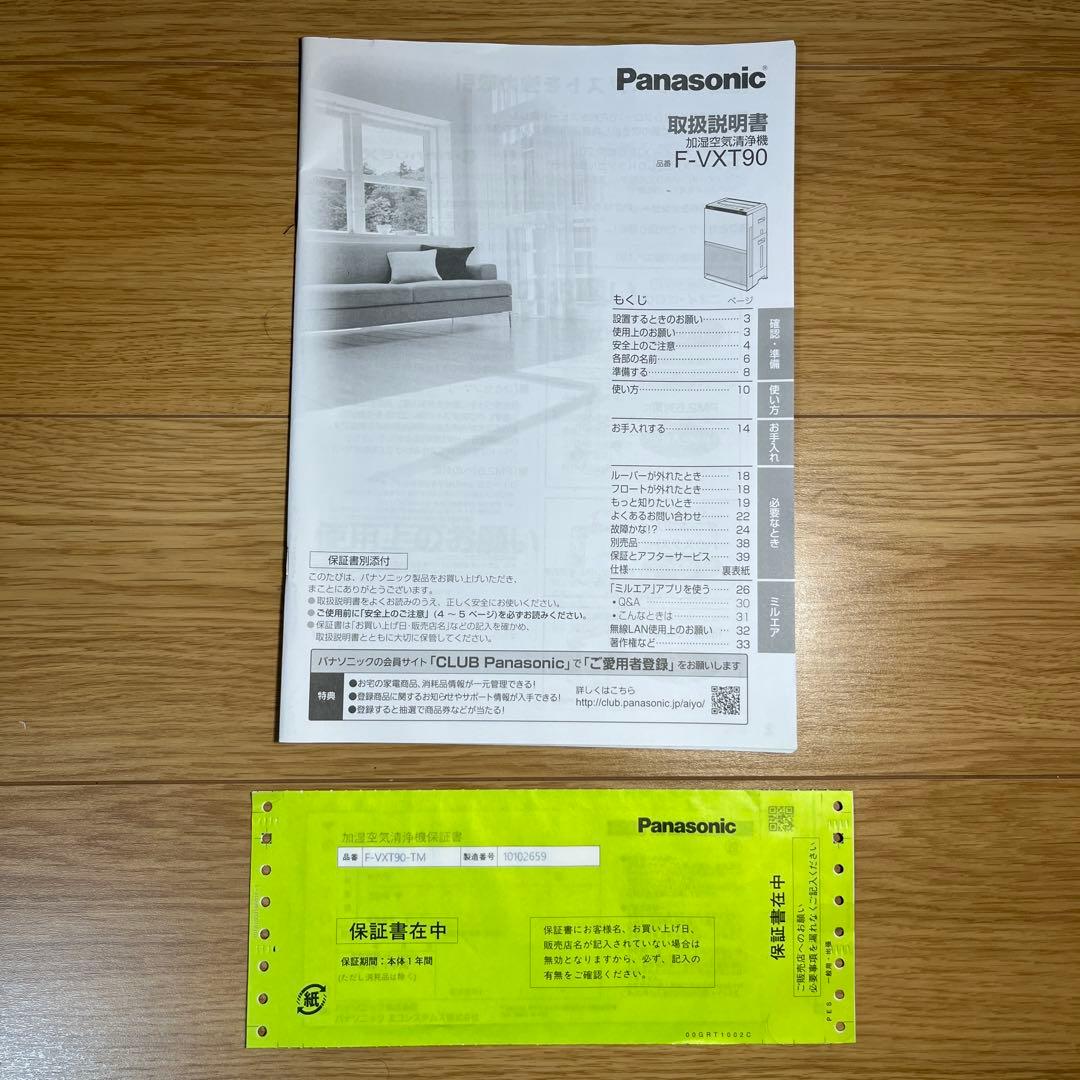 Panasonic®
取扱説明書
加湿空気清浄機
品番 F-VXT90
もくじ ページ
設置するときのお願い………… 3
使用上のお願い………… 3
安全上のご注意………… 4
各部の名前………… 6
準備する………… 8
確認・準備
使い方………… 10
使い方
お手入れする………… 14
お手入れ
ルーバーが外れたとき……… 18
フロートが外れたとき……… 18
もっと知りたいとき………… 19
よくあるお問い合わせ……… 22
故障かな!? ………… 24
別売品………… 38
保証とアフターサービス…… 39
仕様………… 裏表紙
必要なとき
「ミルエア」アプリを使う…… 26
・Q&A ………… 30
・こんなときは………… 31
無線LAN使用上のお願い … 32
著作権など………… 33
ミルエア
保証書別添付
このたびは、パナソニック製品をお買い上げいただき、
まことにありがとうございます。
●取扱説明書をよくお読みのうえ、正しく安全にお使いください。
●ご使用前に「安全上のご注意」(4 ~ 5 ページ)を必ずお読みください。
●保証書は「お買い上げ日・販売店名」などの記入を確かめ、
取扱説明書とともに大切に保管してください。
パナソニックの会員サイト「CLUB Panasonic」で「ご愛用者登録」をお願いします
特典
●お宅の家電商品、消耗品情報が一元管理できる!
●登録商品に関するお知らせやサポート情報が入手できる!
●登録すると抽選で商品券などが当たる!
詳しくはこちら
http://club.panasonic.jp/aiyo/
Panasonic
加湿空気清浄機保証書
品番 F-VXT90-TM 製造番号 10102659
保証書在中
保証期間:本体1年間
(ただし消耗品は除く)
保証書にお客様名、お買い上げ日、
販売店名が記入されていない場合は
無効となりますから、必ず、記入の
有無をご確認ください。
紙
パナソニック エコシステムズ株式会社
保証書在中
ご販売店へのお願い
必要事項を漏れなくご記入ください
PES 一般用・出張
00GRT1002C